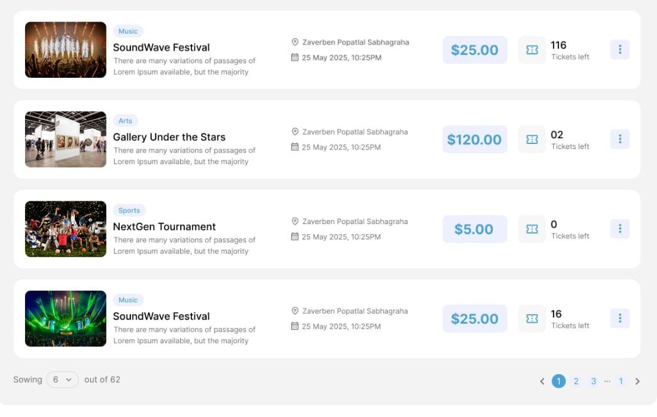 Music
SoundWave Festival
There are many variations of passages of
Lorem Ipsum available, but the majority
Zaverben Popatlal Sabhagraha
25 May 2025, 10:25PM
$25.00
116
Tickets left
Arts
Gallery Under the Stars
There are many variations of passages of
Lorem Ipsum available, but the majority
Zaverben Popatlal Sabhagraha
25 May 2025, 10:25PM
$120.00
02
Tickets left
Sports
NextGen Tournament
There are many variations of passages of
Lorem Ipsum available, but the majority
Zaverben Popatlal Sabhagraha
25 May 2025, 10:25PM
$5.00
0
Tickets left
Music
SoundWave Festival
There are many variations of passages of
Lorem Ipsum available, but the majority
Zaverben Popatlal Sabhagraha
25 May 2025, 10:25PM
$25.00
16
Tickets left
Sowing 6 out of 62
1 2 3 ... 1